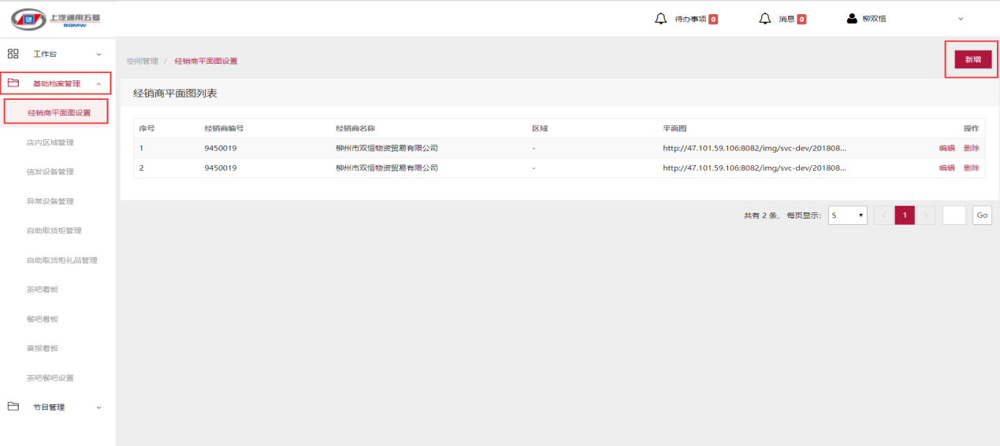 上汽通用五菱
SGMW
待办事项 0
消息 0
柳双恒
工作台
基础档案管理
经销商平面图设置
店内区域管理
信发设备管理
异常设备管理
自助取货柜管理
自助取货柜礼品管理
茶吧看板
餐吧看板
喜报看板
茶吧餐吧设置
节目管理
空间管理 / 经销商平面图设置
新增
经销商平面图列表
序号 经销商编号 经销商名称 区域 平面图 操作
1 9450019 柳州市双恒物资贸易有限公司 - http://47.101.59.106:8082/img/svc-dev/201808... 编辑 删除
2 9450019 柳州市双恒物资贸易有限公司 - http://47.101.59.106:8082/img/svc-dev/201808... 编辑 删除
共有 2 条, 每页显示: 5 < 1 > Go